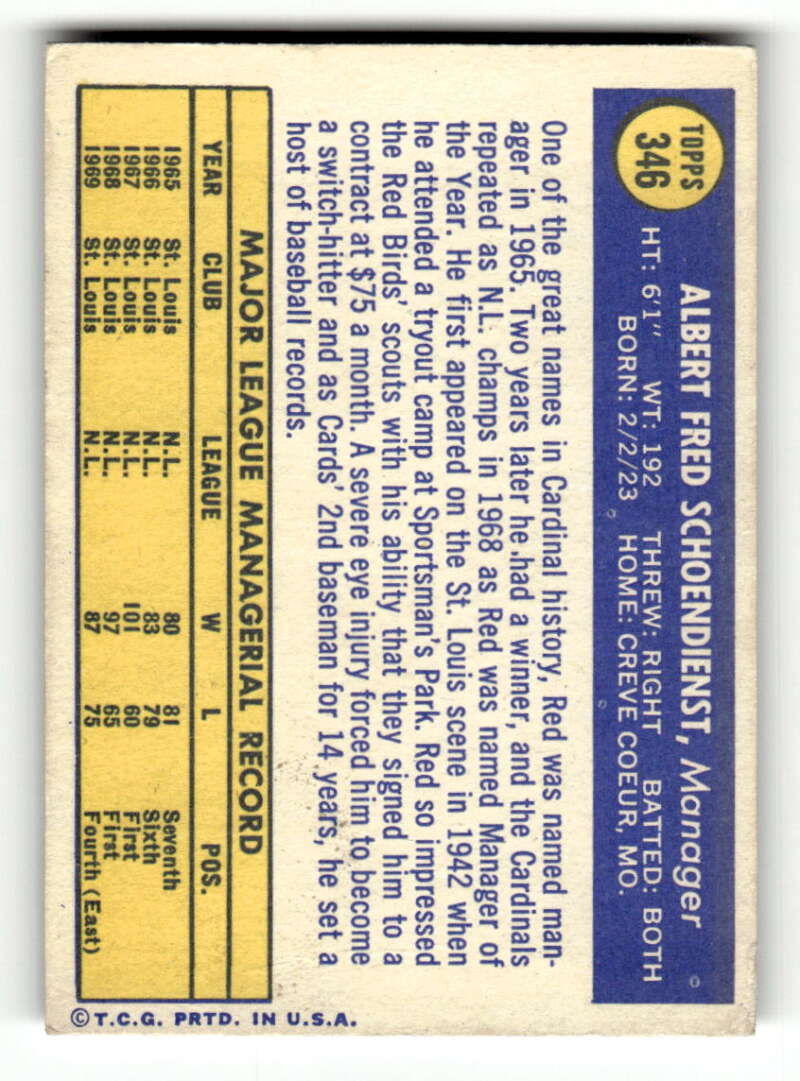 TOPPS
346
ALBERT FRED SCHOENDIENST, Manager
HT: 6'1" WT: 192 THREW: RIGHT BATTED: BOTH
BORN: 2/2/23 HOME: CREVE COEUR, MO.
One of the great names in Cardinal history, Red was named man-
ager in 1965. Two years later he had a winner, and the Cardinals
repeated as N.L. champs in 1968 as Red was named Manager of
the Year. He first appeared on the St. Louis scene in 1942 when
he attended a tryout camp at Sportsman's Park. Red so impressed
the Red Birds' scouts with his ability that they signed him to a
contract at $75 a month. A severe eye injury forced him to become
a switch-hitter and as Cards' 2nd baseman for 14 years, he set a
host of baseball records.
MAJOR LEAGUE MANAGERIAL RECORD
YEAR CLUB LEAGUE W L POS.
1965 St. Louis N.L. 80 81 Seventh
1966 St. Louis N.L. 83 79 Sixth
1967 St. Louis N.L. 101 60 First
1968 St. Louis N.L. 97 65 First
1969 St. Louis N.L. 87 75 Fourth (East)
© T.C.G. PRTD. IN U.S.A.